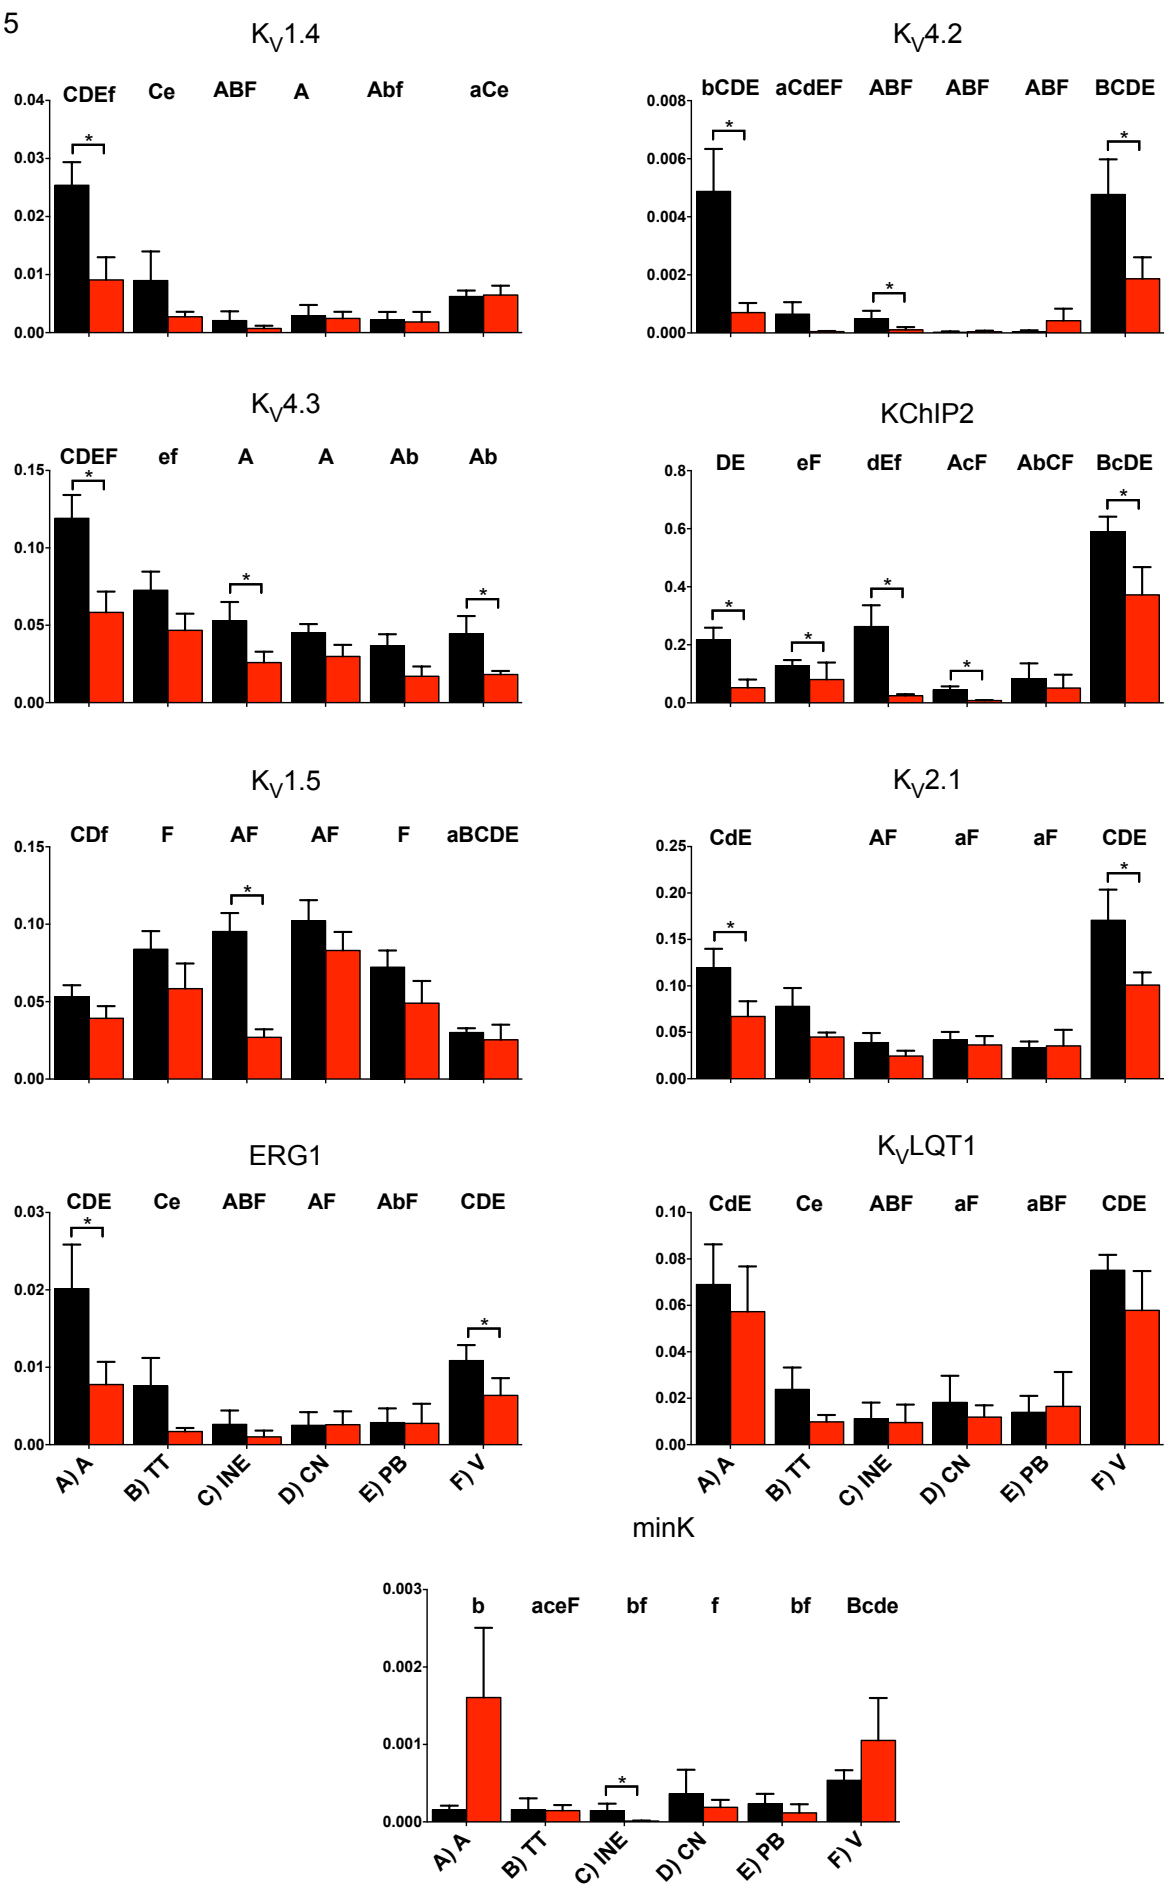 5
KV1.4
CDEf Ce ABF A Abf aCe
*
0.04
0.03
0.02
0.01
0.00
KV4.2
bCDE aCdEF ABF ABF ABF BCDE
* * *
0.008
0.006
0.004
0.002
0.000
KV4.3
CDEF ef A A Ab Ab
* * *
0.15
0.10
0.05
0.00
KChIP2
DE eF dEf AcF AbCF BcDE
* * * * *
0.8
0.6
0.4
0.2
0.0
KV1.5
CDf F AF AF F aBCDE
*
0.15
0.10
0.05
0.00
KV2.1
CdE AF aF aF CDE
* *
0.25
0.20
0.15
0.10
0.05
0.00
ERG1
CDE Ce ABF AF AbF CDE
* *
0.03
0.02
0.01
0.00
A) A B) TT C) INE D) CN E) PB F) V
KVLQT1
CdE Ce ABF aF aBF CDE
0.10
0.08
0.06
0.04
0.02
0.00
A) A B) TT C) INE D) CN E) PB F) V
minK
b aceF bf f bf Bcde
*
0.003
0.002
0.001
0.000
A) A B) TT C) INE D) CN E) PB F) V